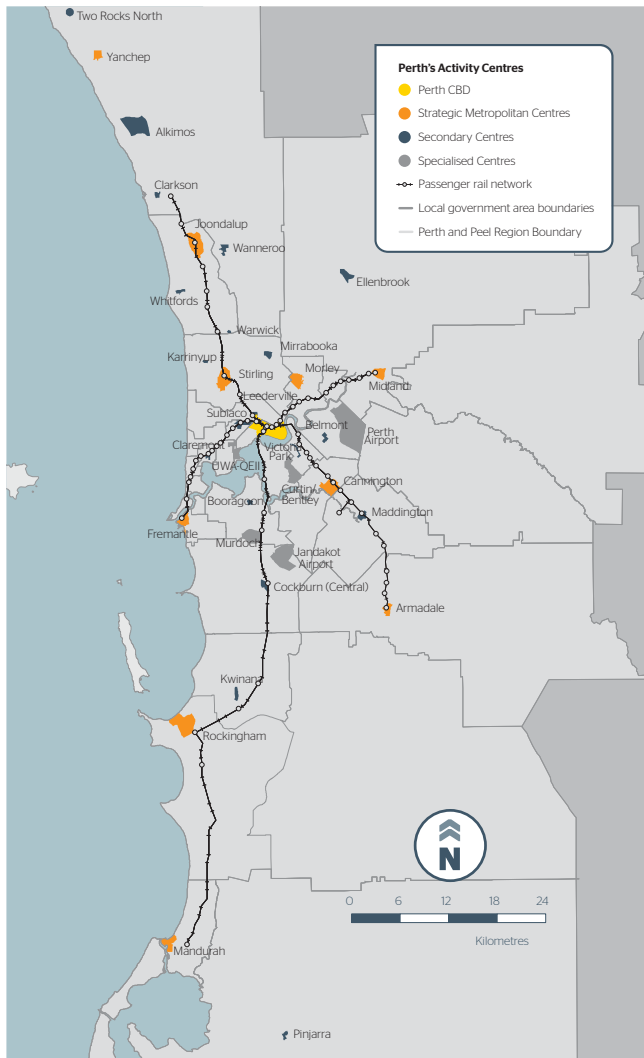 Two Rocks North
Yanchep
Perth's Activity Centres
Perth CBD
Strategic Metropolitan Centres
Secondary Centres
Specialised Centres
Passenger rail network
Local government area boundaries
Perth and Peel Region Boundary
Alkimos
Clarkson
Joondalup
Wanneroo
Ellenbrook
Whitfords
Warwick
Mirrabooka
Karrinyup
Stirling
Morley
Midland
Leederville
Subiaco
Belmont
Perth
Airport
Claremont
Victoria
Park
UWA-QEII
Cannington
Curtin/
Bentley
Booragoon
Maddington
Fremantle
Murdoch
Jandakot
Airport
Cockburn (Central)
Armadale
Kwinana
Rockingham
N
0 6 12 18 24
Kilometres
Mandurah
Pinjarra